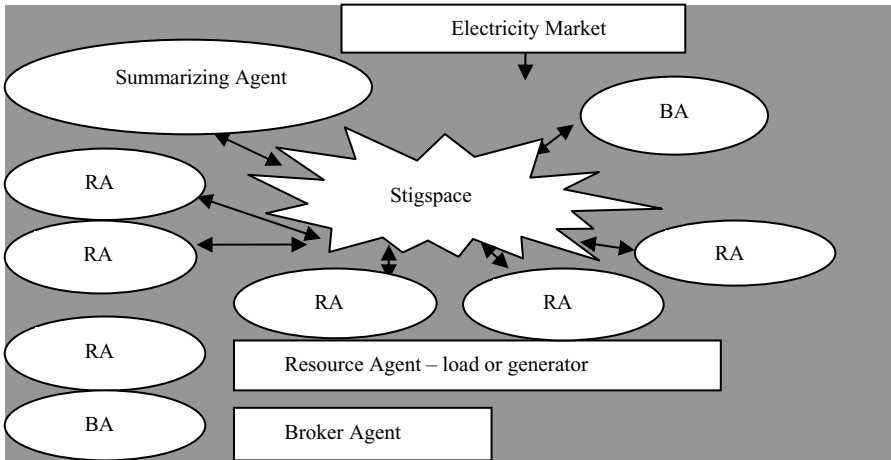 Electricity Market
Summarizing Agent
BA
RA
Stigspace
RA
RA
RA
RA
RA
Resource Agent – load or generator
BA
Broker Agent